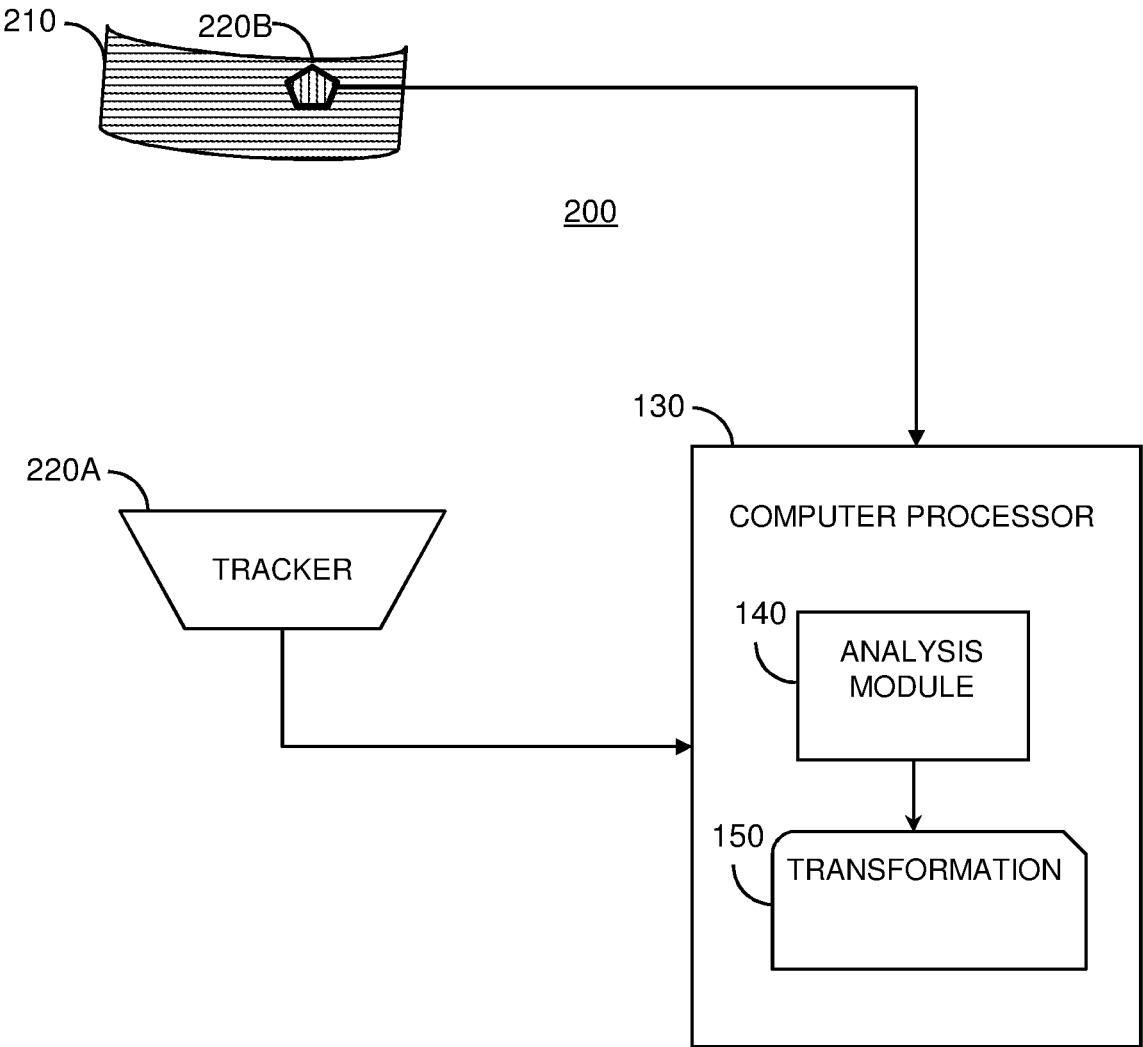 210
220B
200
130
220A
COMPUTER PROCESSOR
TRACKER
140
ANALYSIS
MODULE
150
TRANSFORMATION